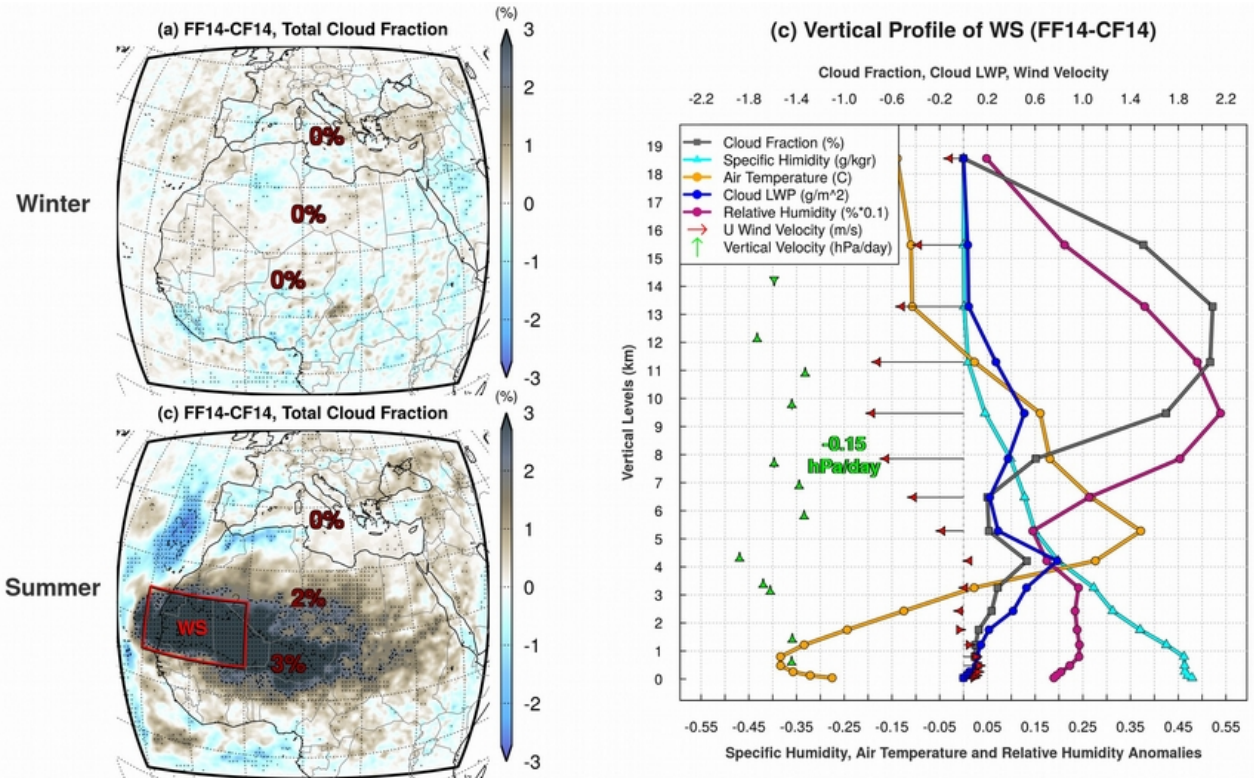 (%)
(a) FF14-CF14, Total Cloud Fraction
3
2
1
0
-1
-2
-3
0%
0%
0%
Winter
(%)
(c) FF14-CF14, Total Cloud Fraction
3
2
1
0
-1
-2
-3
0%
2%
WS
3%
Summer
(c) Vertical Profile of WS (FF14-CF14)
Cloud Fraction, Cloud LWP, Wind Velocity
-2.2 -1.8 -1.4 -1.0 -0.6 -0.2 0.2 0.6 1.0 1.4 1.8 2.2
Cloud Fraction (%)
Specific Himidity (g/kgr)
Air Temperature (C)
Cloud LWP (g/m^2)
Relative Humidity (%*0.1)
U Wind Velocity (m/s)
Vertical Velocity (hPa/day)
Vertical Levels (km)
19
18
17
16
15
14
13
12
11
10
9
8
7
6
5
4
3
2
1
0
-0.15
hPa/day
-0.55 -0.45 -0.35 -0.25 -0.15 -0.05 0.05 0.15 0.25 0.35 0.45 0.55
Specific Humidity, Air Temperature and Relative Humidity Anomalies